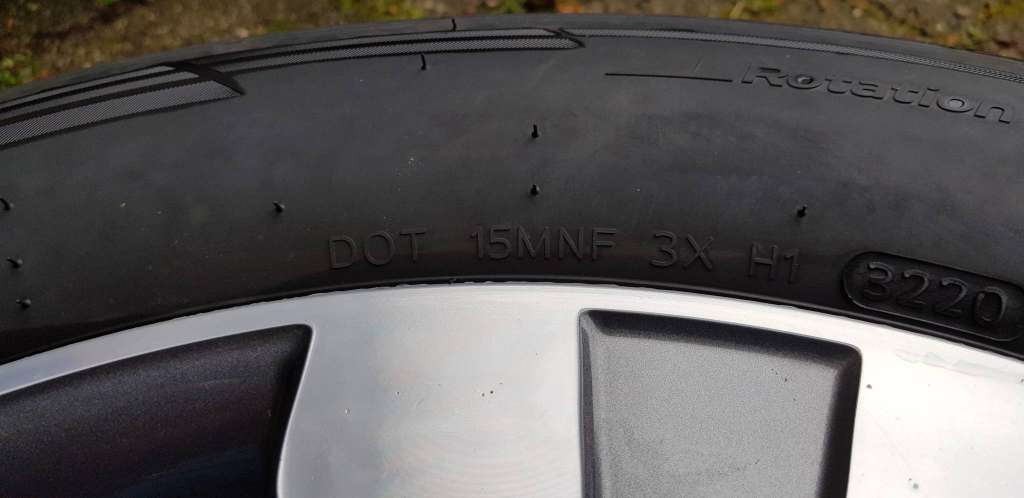 Rotation
DOT 15MNF 3X H1 3220